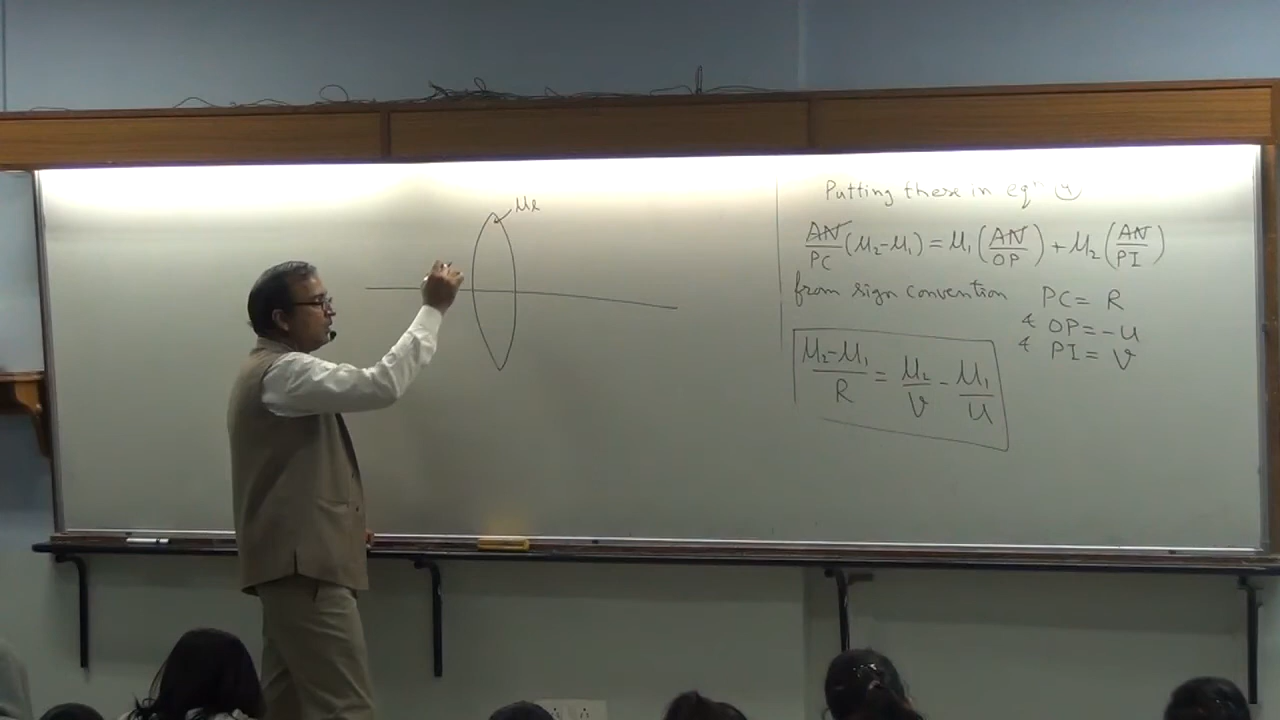 μ₂
Putting these in eqⁿ 4
AN/PC (μ₂-μ₁) = μ₁ (AN/OP) + μ₂ (AN/PI)
from sign convention PC = R
& OP = -u
& PI = v
μ₂-μ₁/R = μ₂/v - μ₁/u